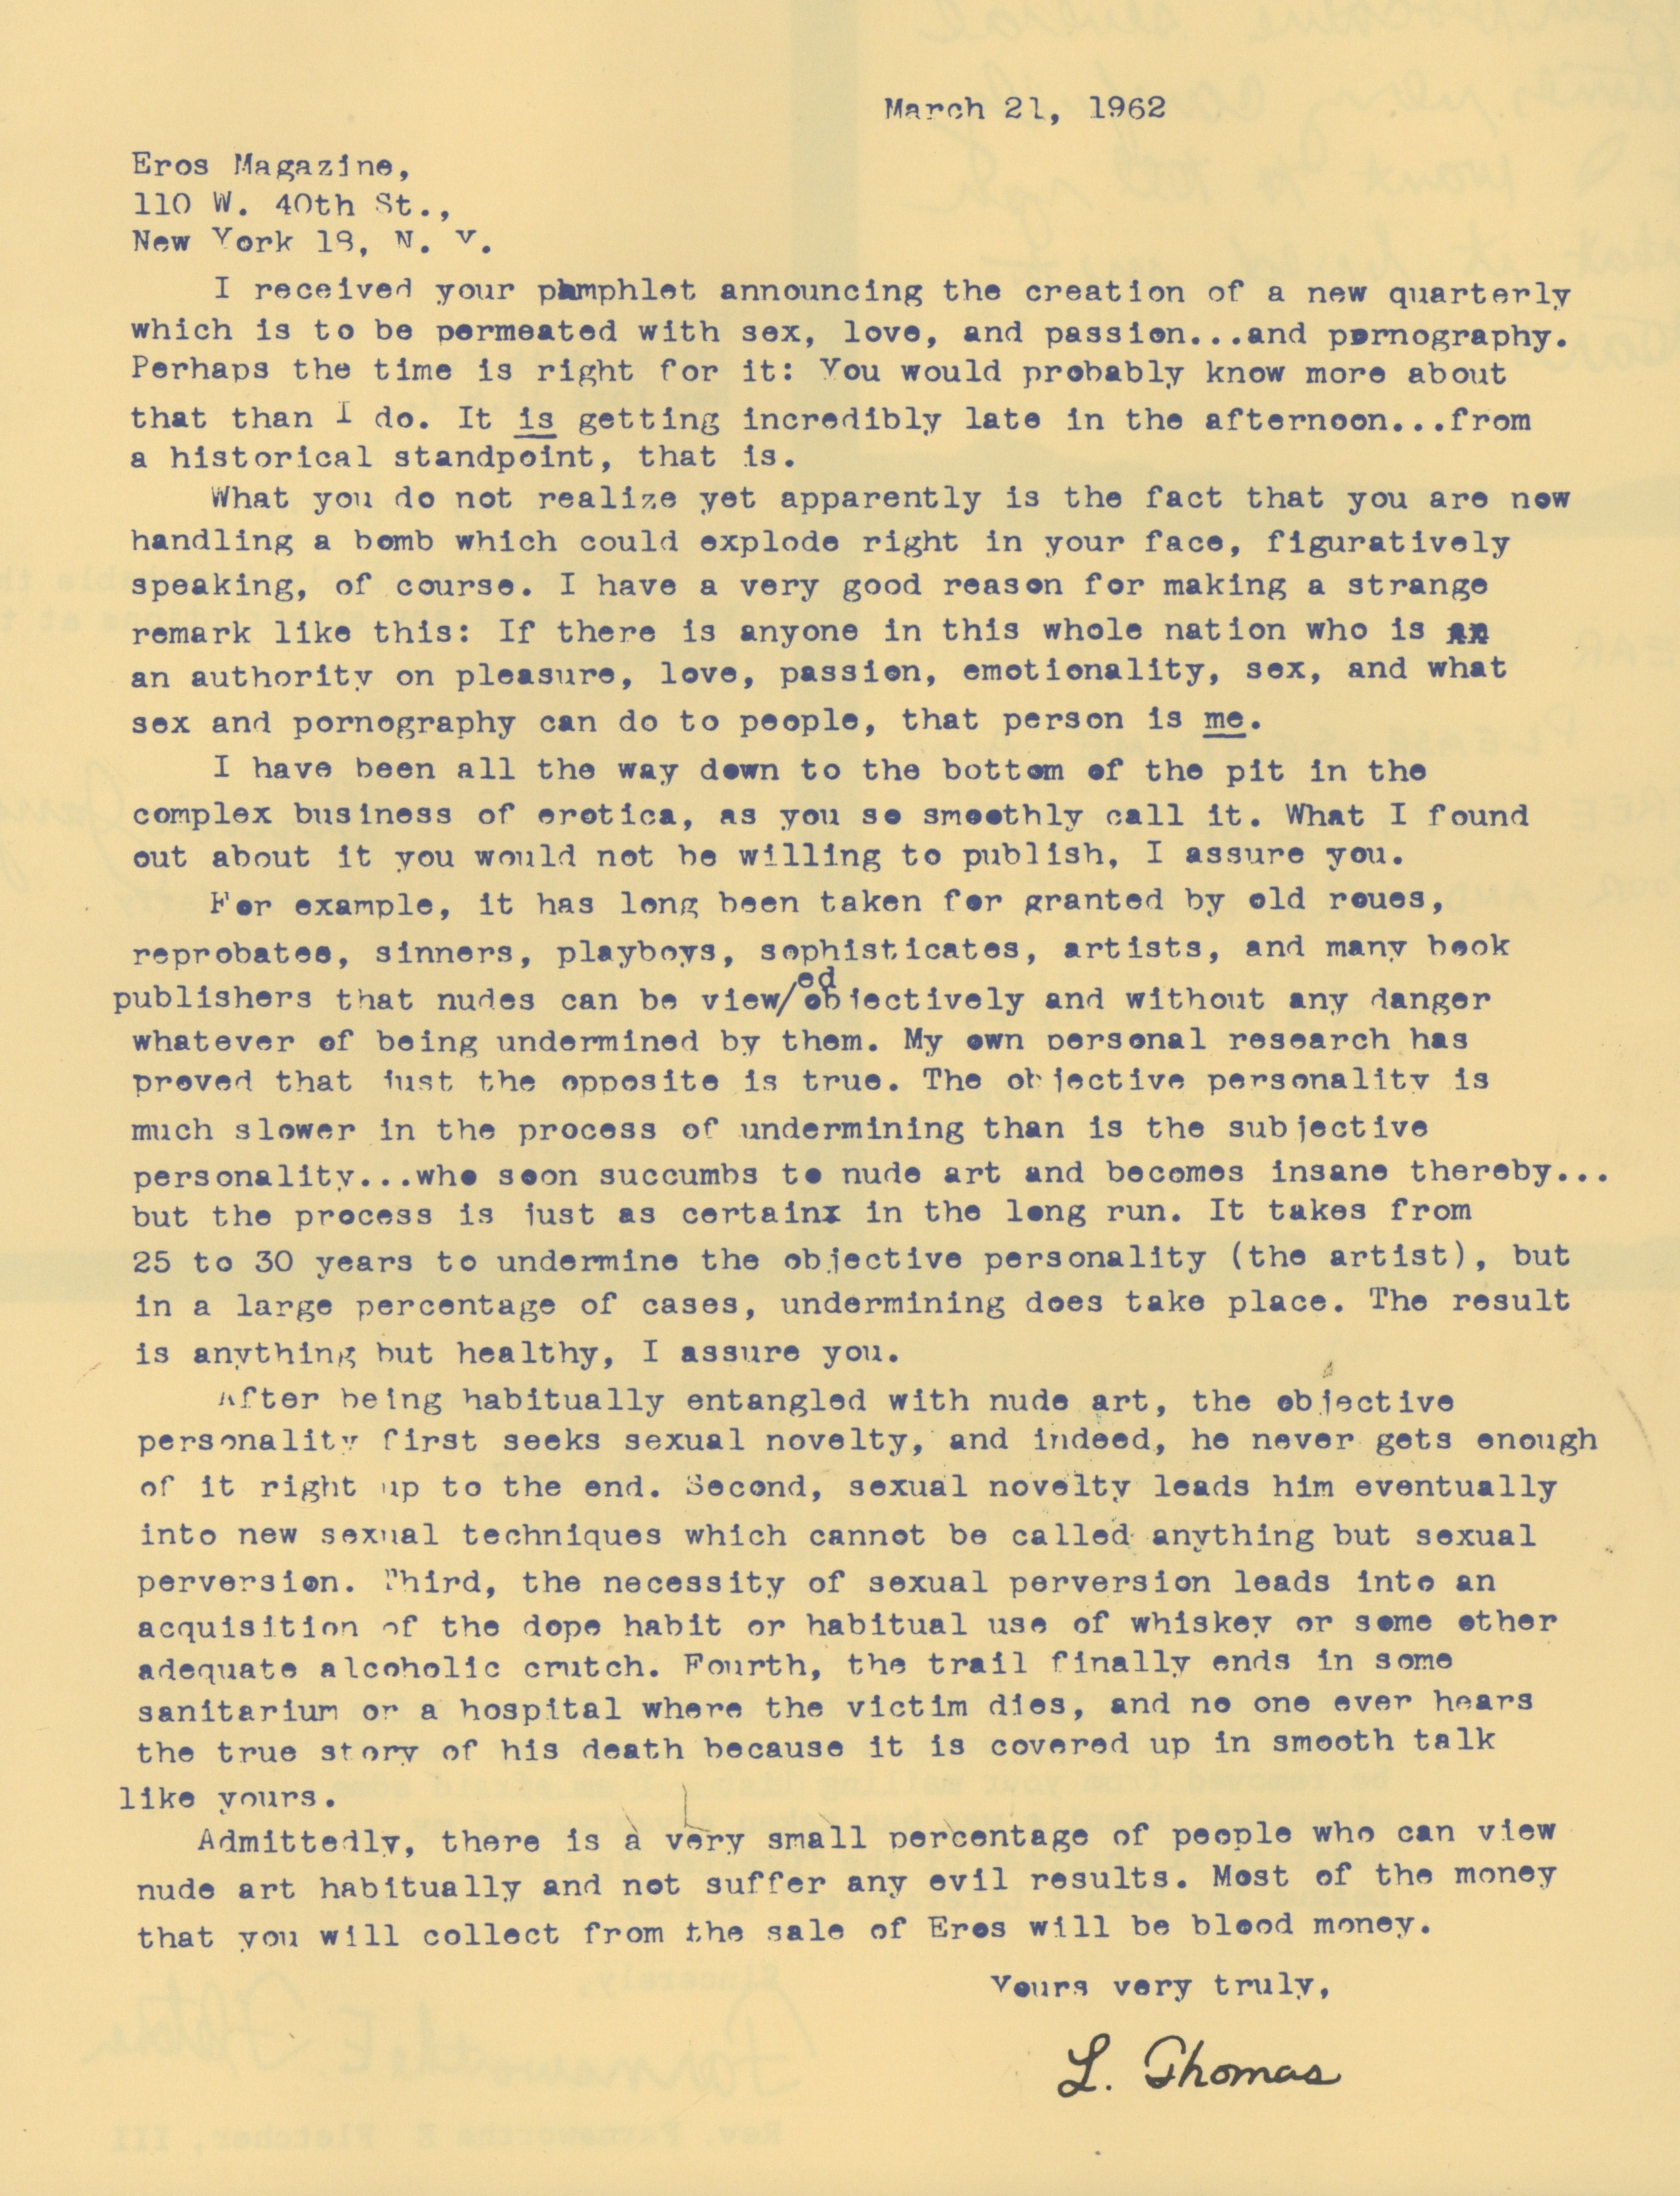 March 21, 1962
Eros Magazine,
110 W. 40th St.,
New York 18, N. Y.
I received your pamphlet announcing the creation of a new quarterly
which is to be permeated with sex, love, and passion...and pornography.
Perhaps the time is right for it: You would probably know more about
that than I do. It is getting incredibly late in the afternoon...from
a historical standpoint, that is.
What you do not realize yet apparently is the fact that you are now
handling a bomb which could explode right in your face, figuratively
speaking, of course. I have a very good reason for making a strange
remark like this: If there is anyone in this whole nation who is an
an authority on pleasure, love, passion, emotionality, sex, and what
sex and pornography can do to people, that person is me.
I have been all the way down to the bottom of the pit in the
complex business of erotica, as you so smoothly call it. What I found
out about it you would not be willing to publish, I assure you.
For example, it has long been taken for granted by old roues,
reprobates, sinners, playboys, sophisticates, artists, and many book
publishers that nudes can be view/ed objectively and without any danger
whatever of being undermined by them. My own personal research has
proved that just the opposite is true. The objective personality is
much slower in the process of undermining than is the subjective
personality...who soon succumbs to nude art and becomes insane thereby...
but the process is just as certainx in the long run. It takes from
25 to 30 years to undermine the objective personality (the artist), but
in a large percentage of cases, undermining does take place. The result
is anything but healthy, I assure you.
After being habitually entangled with nude art, the objective
personality first seeks sexual novelty, and indeed, he never gets enough
of it right up to the end. Second, sexual novelty leads him eventually
into new sexual techniques which cannot be called anything but sexual
perversion. Third, the necessity of sexual perversion leads into an
acquisition of the dope habit or habitual use of whiskey or some other
adequate alcoholic crutch. Fourth, the trail finally ends in some
sanitarium or a hospital where the victim dies, and no one ever hears
the true story of his death because it is covered up in smooth talk
like yours.
Admittedly, there is a very small percentage of people who can view
nude art habitually and not suffer any evil results. Most of the money
that you will collect from the sale of Eros will be blood money.
Yours very truly,
L. Thomas